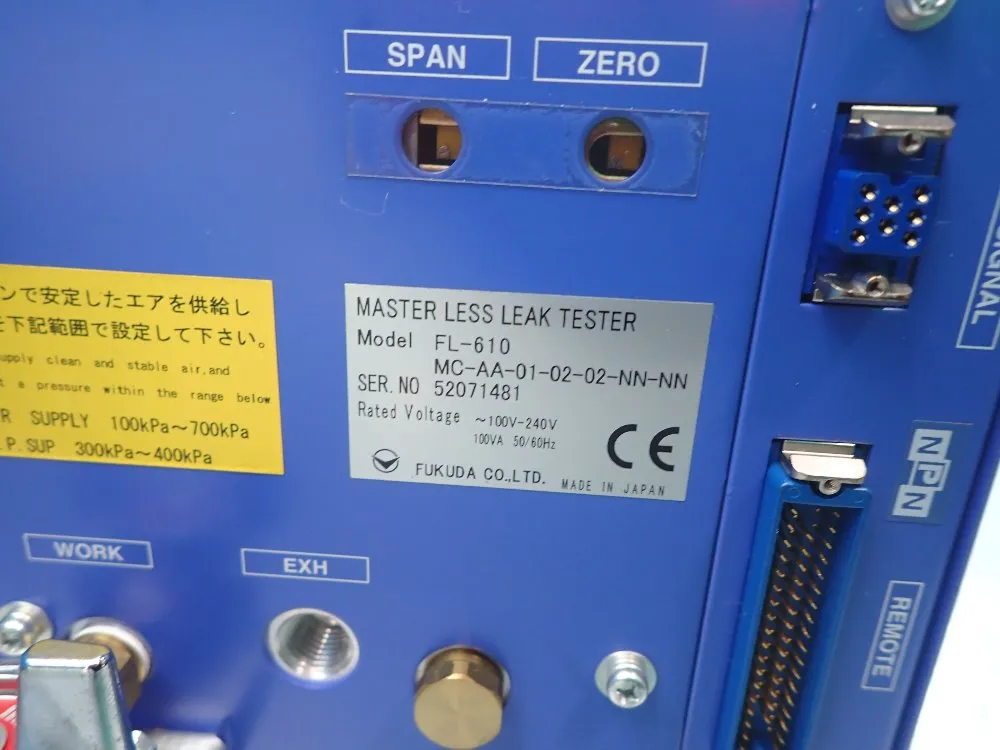 SPAN
ZERO
SIGNAL
ンで安定したエアを供給し
下記範囲で設定して下さい。
clean and stable air,and
a pressure within the range below
SUPPLY 100kPa~700kPa
.P.SUP 300kPa~400kPa
MASTER LESS LEAK TESTER
Model FL-610
MC-AA-01-02-02-NN-NN
SER.NO 52071481
Rated Voltage ~100V-240V
100VA 50/60Hz
CE
FUKUDA CO.,LTD. MADE IN JAPAN
NPN
WORK
EXH
REMOTE